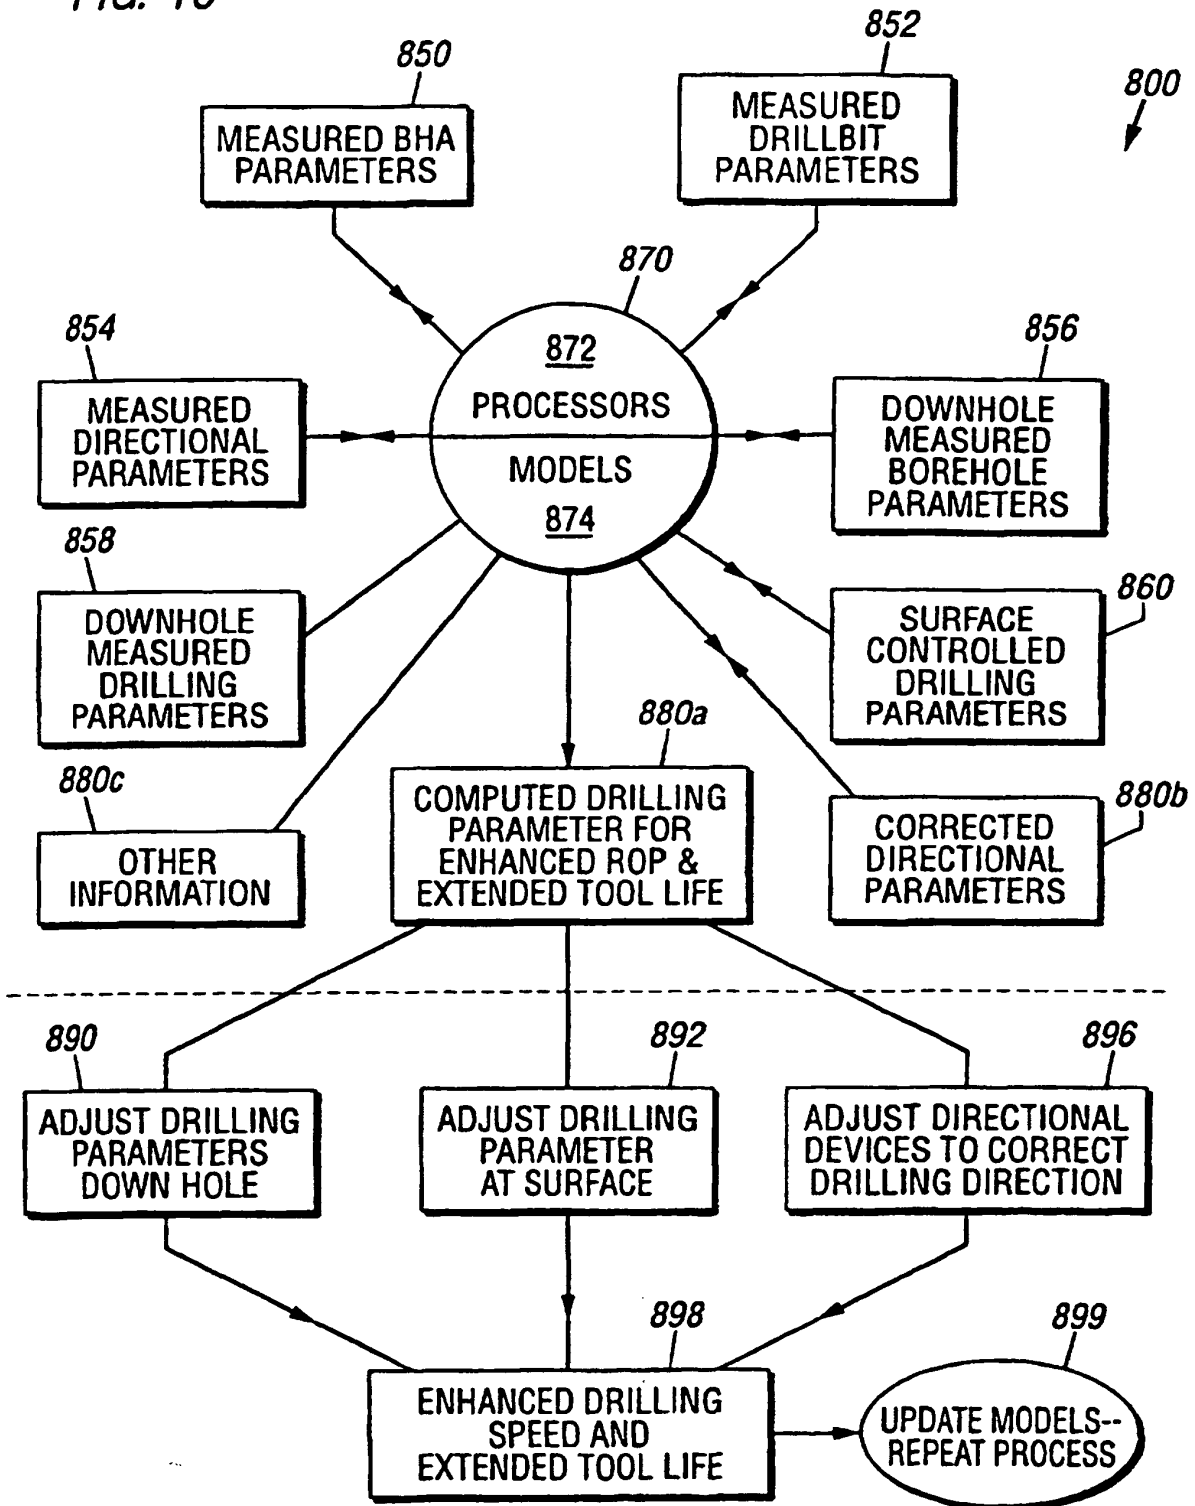 FIG. 10
850
852
800
MEASURED BHA
PARAMETERS
MEASURED
DRILLBIT
PARAMETERS
870
854
856
872
PROCESSORS
MODELS
874
MEASURED
DIRECTIONAL
PARAMETERS
DOWNHOLE
MEASURED
BOREHOLE
PARAMETERS
858
860
DOWNHOLE
MEASURED
DRILLING
PARAMETERS
SURFACE
CONTROLLED
DRILLING
PARAMETERS
880a
880c
880b
COMPUTED DRILLING
PARAMETER FOR
ENHANCED ROP &
EXTENDED TOOL LIFE
OTHER
INFORMATION
CORRECTED
DIRECTIONAL
PARAMETERS
890
892
896
ADJUST DRILLING
PARAMETERS
DOWN HOLE
ADJUST DRILLING
PARAMETER
AT SURFACE
ADJUST DIRECTIONAL
DEVICES TO CORRECT
DRILLING DIRECTION
898
899
ENHANCED DRILLING
SPEED AND
EXTENDED TOOL LIFE
UPDATE MODELS--
REPEAT PROCESS